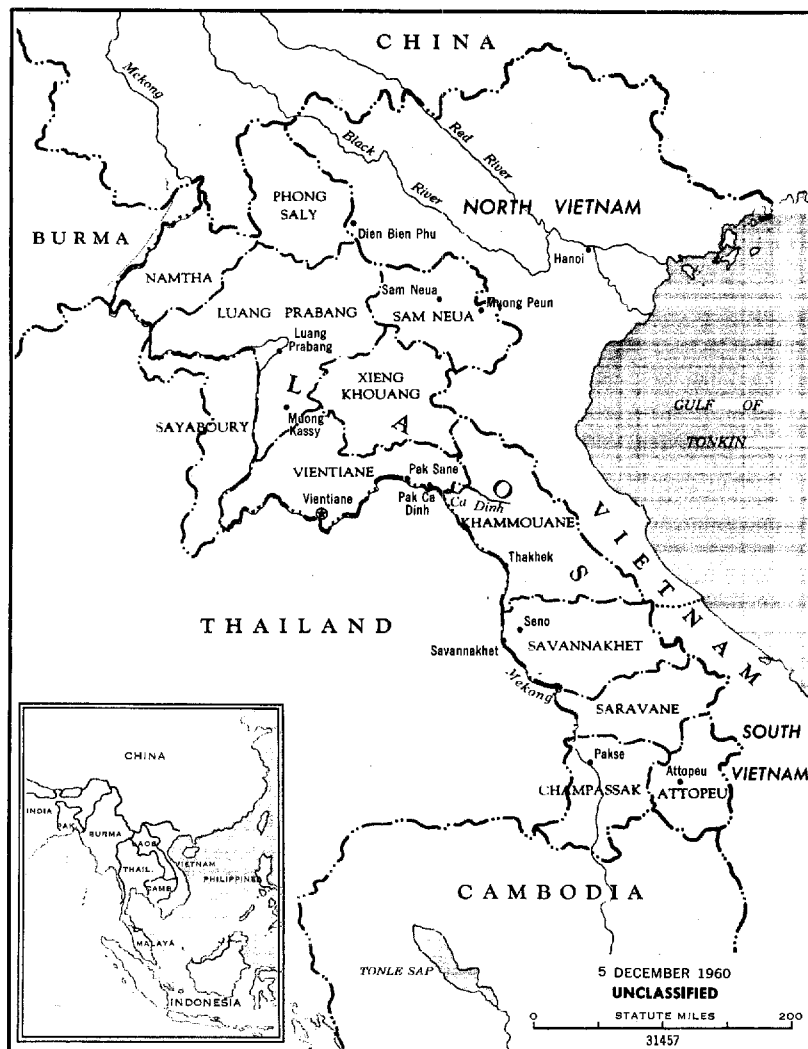 CHINA
Mekong
Black
River
Red
River
PHONG
SALY
NORTH VIETNAM
BURMA
Dien Bien Phu
Hanoi
NAMTHA
Sam Neua
Muong Peun
LUANG PRABANG
SAM NEUA
Luang
Prabang
XIENG
KHOUANG
LAOS
GULF OF
TONKIN
SAYABOURY
Muong
Kassy
VIENTIANE
Pak Sane
Vientiane
Pak Ca
Dinh
Ca Dinh
KHAMMOUANE
VIETNAM
Thakhek
THAILAND
Seno
Savannakhet
SAVANNAKHET
Mekong
SARAVANE
SOUTH
VIETNAM
Pakse
CHAMPASSAK
Attopeu
ATTOPEU
CAMBODIA
TONLE SAP
CHINA
INDIA
PAK.
BURMA
LAOS
THAIL.
VIETNAM
CAMB.
PHILIPPINES
MALAYA
INDONESIA
5 DECEMBER 1960
UNCLASSIFIED
STATUTE MILES
0 200
31457